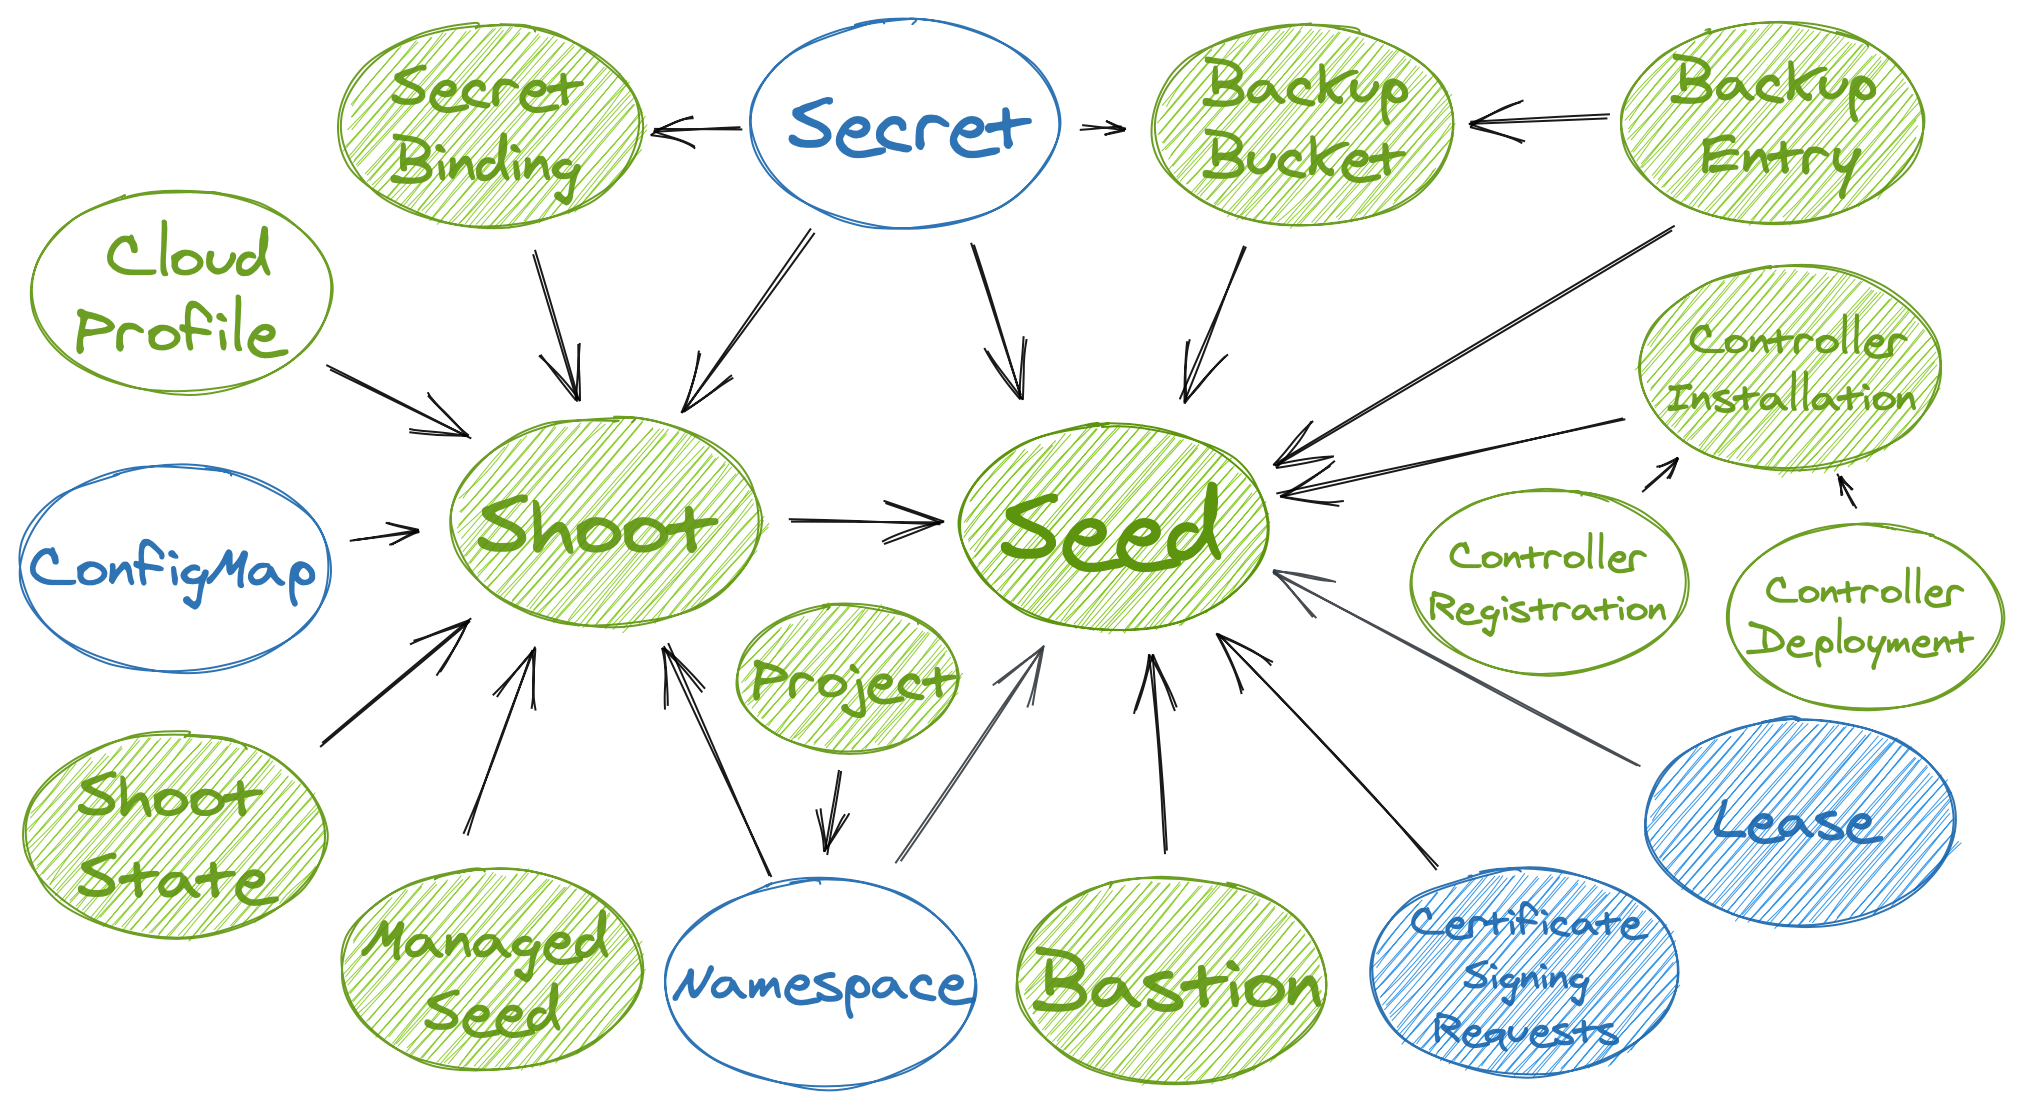 Secret
Binding
Secret
Backup
Bucket
Backup
Entry
Cloud
Profile
Controller
Installation
Shoot
Seed
ConfigMap
Controller
Registration
Controller
Deployment
Project
Shoot
State
Lease
Managed
Seed
Namespace
Bastion
Certificate
Signing
Requests